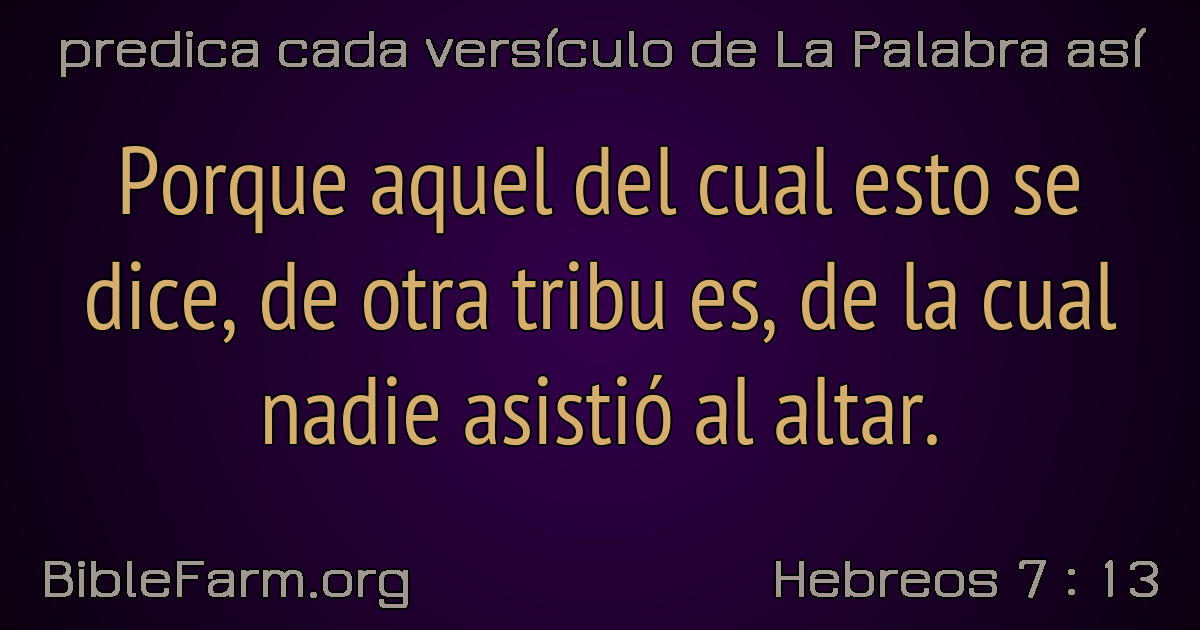 predica cada versículo de La Palabra así
Porque aquel del cual esto se
dice, de otra tribu es, de la cual
nadie asistió al altar.
BibleFarm.org
Hebreos 7 : 13